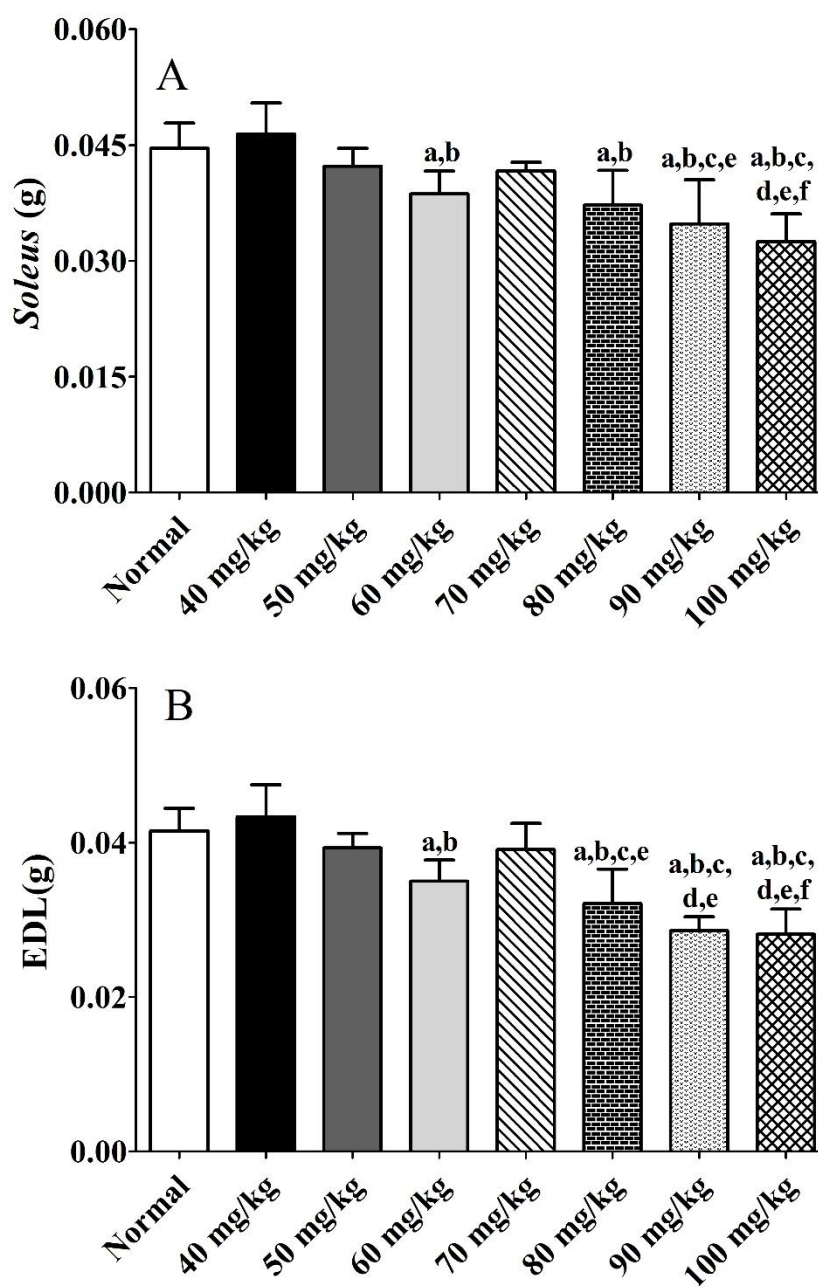 0.060
A
0.045
a,b
a,b
a,b,c,e
a,b,c,
d,e,f
0.030
0.015
0.000
Soleus (g)
Normal
40 mg/kg
50 mg/kg
60 mg/kg
70 mg/kg
80 mg/kg
90 mg/kg
100 mg/kg
0.06
B
0.04
a,b
a,b,c,e
a,b,c,
d,e
a,b,c,
d,e,f
0.02
0.00
EDL(g)
Normal
40 mg/kg
50 mg/kg
60 mg/kg
70 mg/kg
80 mg/kg
90 mg/kg
100 mg/kg